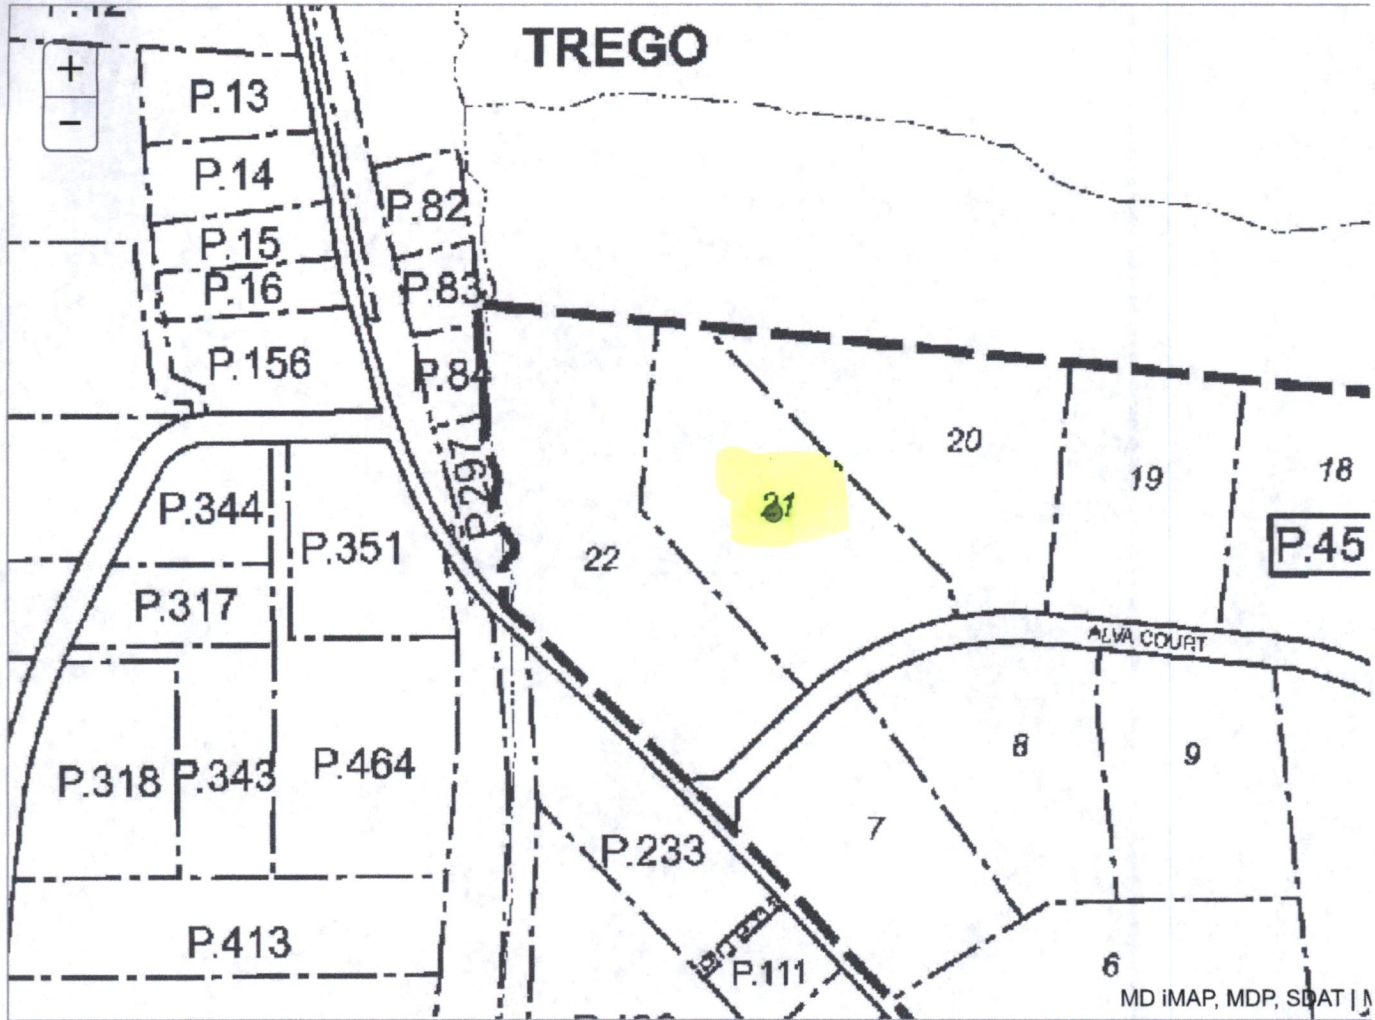 TREGO
+
P.13
−
P.14
P.82
P.15
P.16
P.83
P.156
P.84
20
19
18
P.297
21
P.344
P.351
22
P.45
P.317
ALVA COURT
P.318
P.343
P.464
8
9
7
P.233
P.413
P.111
6
MD iMAP, MDP, SDAT |